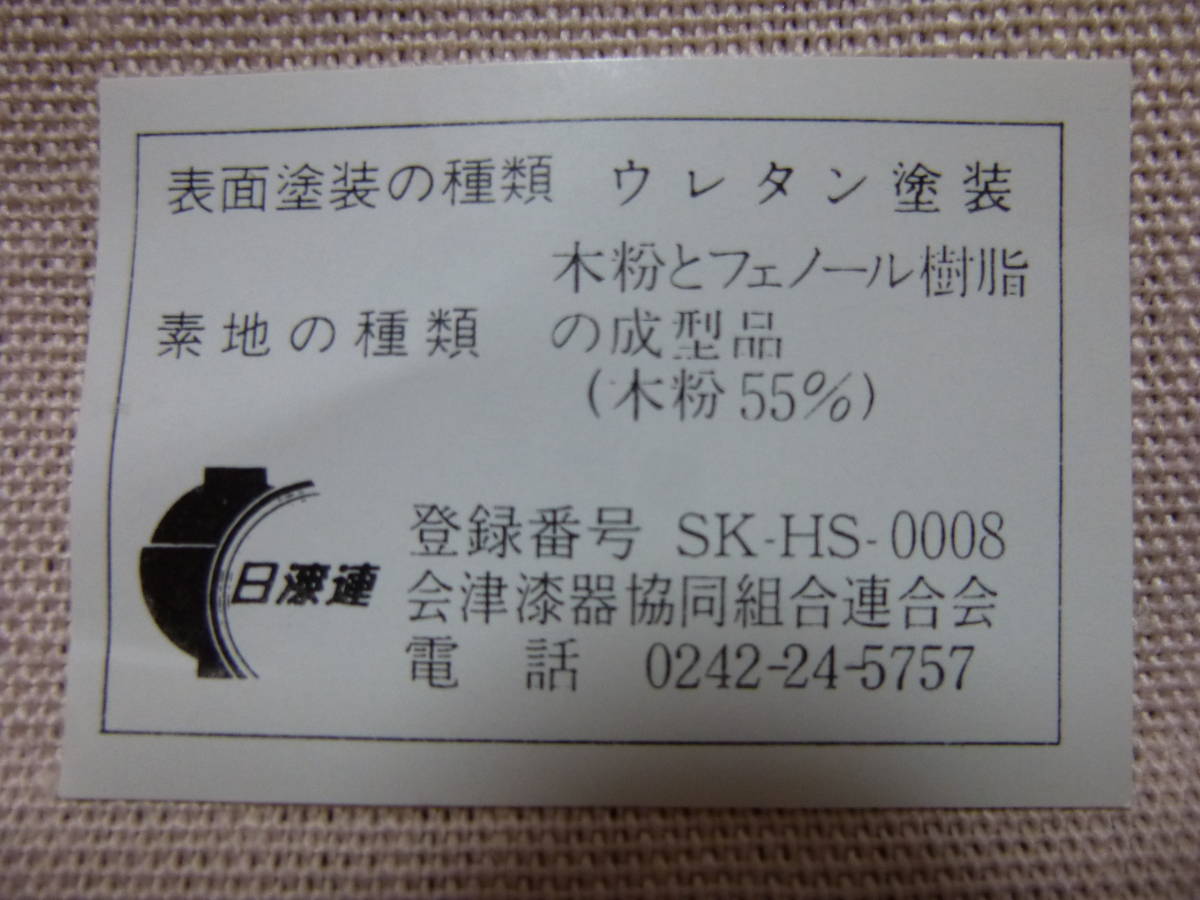 表面塗装の種類　ウレタン塗装
素地の種類　木粉とフェノール樹脂
の成型品
(木粉55%)
日漆連
登録番号 SK-HS-0008
会津漆器協同組合連合会
電　話　0242-24-5757